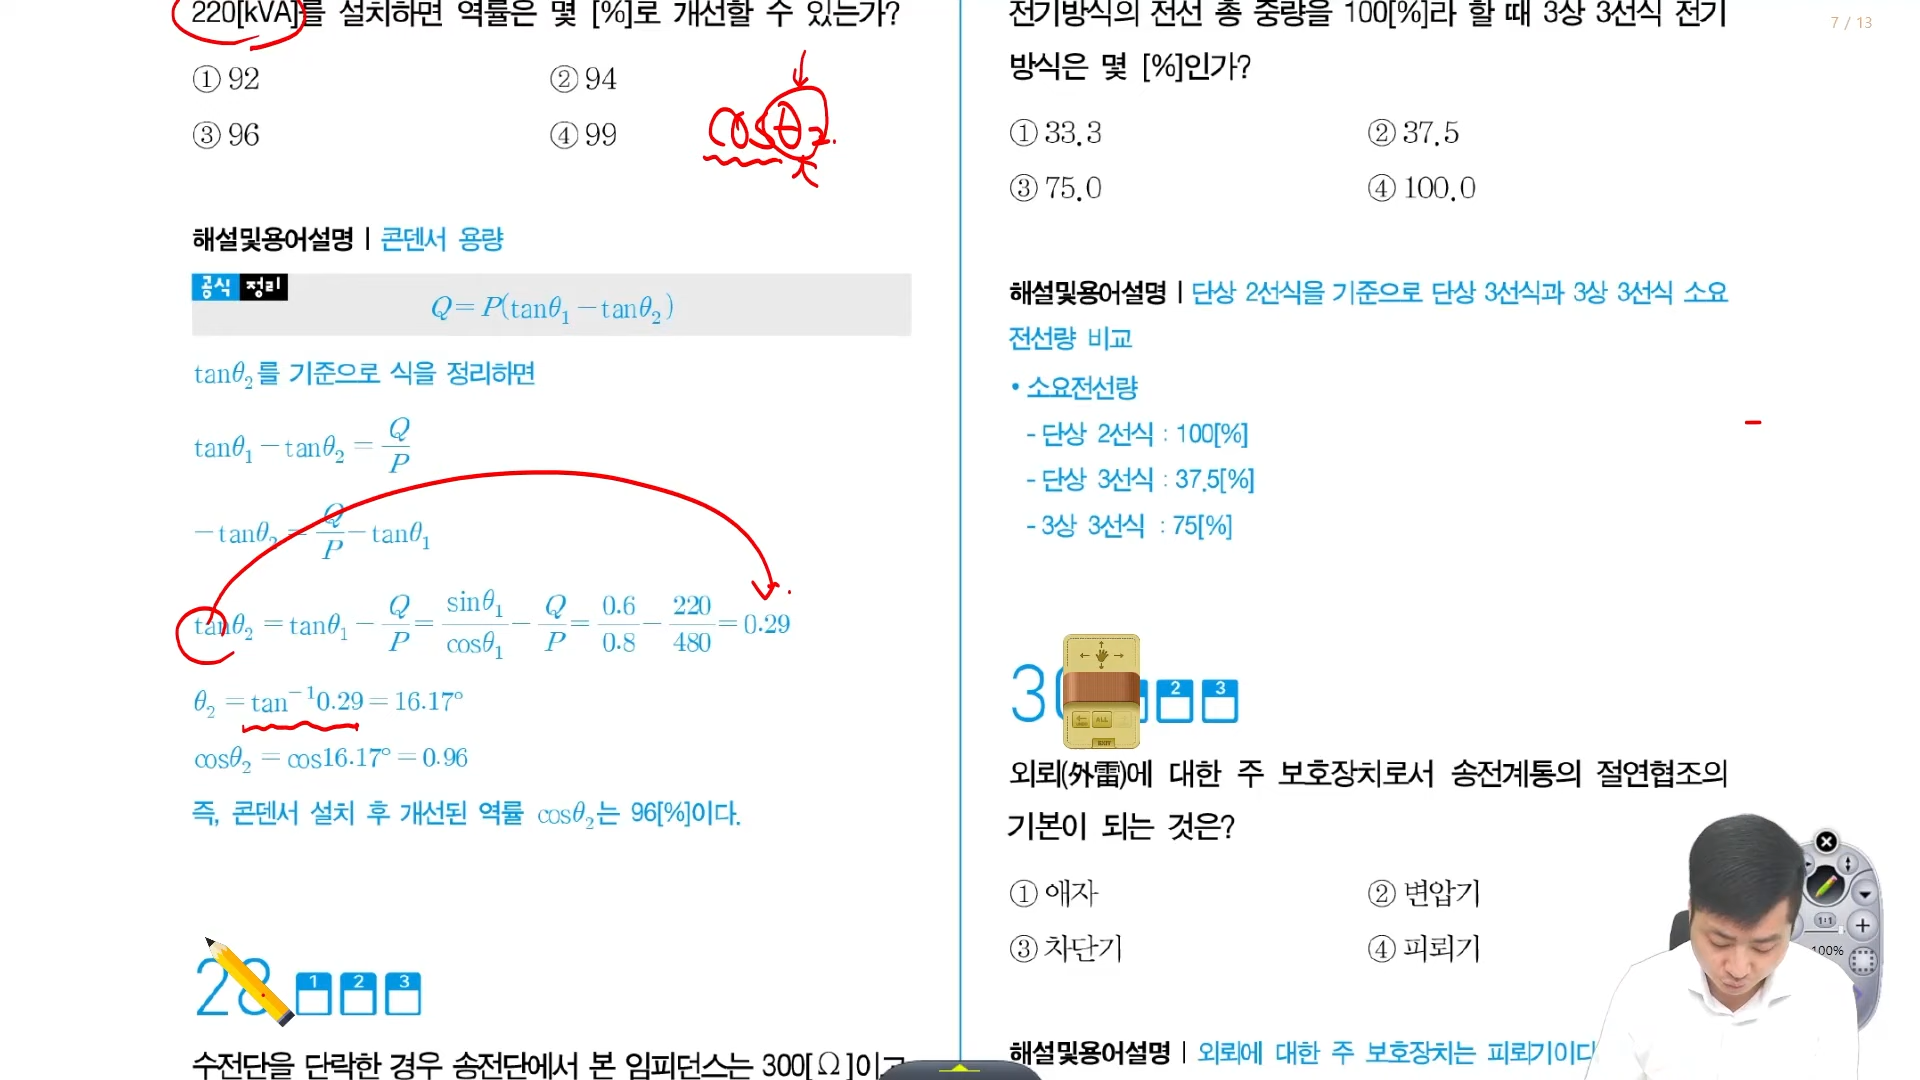 220[kVA]를 설치하면 역률은 몇 [%]로 개선할 수 있는가?
① 92
② 94
③ 96
④ 99
cosθ2
해설및용어설명 | 콘덴서 용량
공식 정리
Q=P(tanθ₁-tanθ₂)
tanθ₂를 기준으로 식을 정리하면
tanθ₁-tanθ₂ = Q/P
-tanθ₂ = Q/P - tanθ₁
tanθ₂ = tanθ₁ - Q/P = sinθ₁/cosθ₁ - Q/P = 0.6/0.8 - 220/480 = 0.29
θ₂ = tan⁻¹0.29 = 16.17°
cosθ₂ = cos16.17° = 0.96
즉, 콘덴서 설치 후 개선된 역률 cosθ₂는 96[%]이다.
28 1 2 3
수전단을 단락한 경우 송전단에서 본 임피던스는 300[Ω]이고
전기방식의 전선 총 중량을 100[%]라 할 때 3상 3선식 전기
방식은 몇 [%]인가?
① 33.3
② 37.5
③ 75.0
④ 100.0
해설및용어설명 | 단상 2선식을 기준으로 단상 3선식과 3상 3선식 소요
전선량 비교
• 소요전선량
- 단상 2선식 : 100[%]
- 단상 3선식 : 37.5[%]
- 3상 3선식 : 75[%]
2 3
외뢰(外雷)에 대한 주 보호장치로서 송전계통의 절연협조의
기본이 되는 것은?
① 애자
② 변압기
③ 차단기
④ 피뢰기
해설및용어설명 | 외뢰에 대한 주 보호장치는 피뢰기이다
7 / 13
ALL
EXIT
1:1
100%